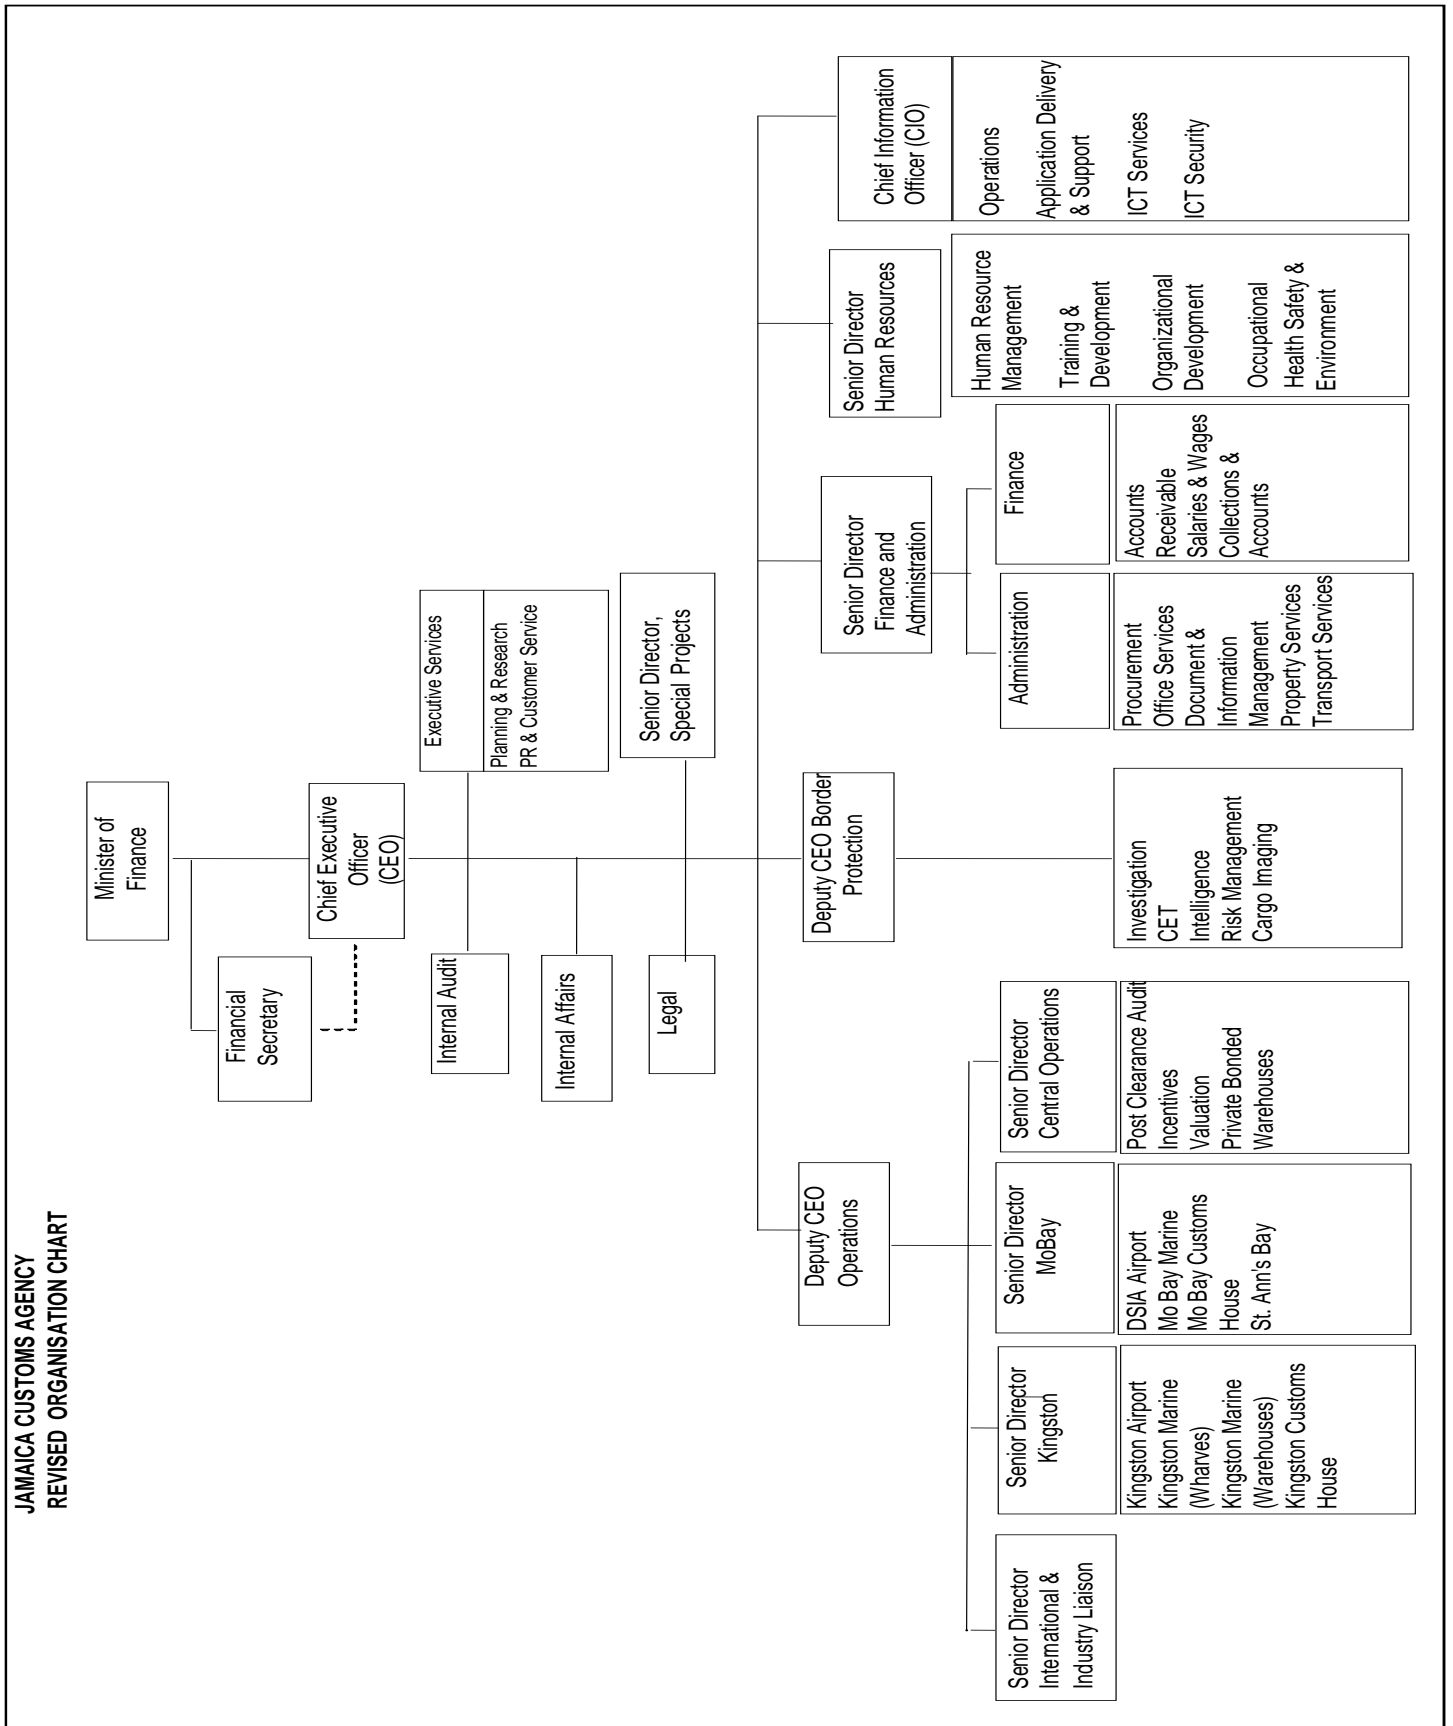 JAMAICA CUSTOMS AGENCY
REVISED ORGANISATION CHART
Minister of
Finance
Financial
Secretary
Chief Executive
Officer
(CEO)
Internal Audit
Executive Services
Planning & Research
PR & Customer Service
Internal Affairs
Legal
Senior Director,
Special Projects
Deputy CEO
Operations
Deputy CEO Border
Protection
Senior Director
Finance and
Administration
Senior Director
Human Resources
Chief Information
Officer (CIO)
Senior Director
International &
Industry Liaison
Senior Director
Kingston
Kingston Airport
Kingston Marine
(Wharves)
Kingston Marine
(Warehouses)
Kingston Customs
House
Senior Director
MoBay
DSIA Airport
Mo Bay Marine
Mo Bay Customs
House
St. Ann's Bay
Senior Director
Central Operations
Post Clearance Audit
Incentives
Valuation
Private Bonded
Warehouses
Investigation
CET
Intelligence
Risk Management
Cargo Imaging
Administration
Procurement
Office Services
Document &
Information
Management
Property Services
Transport Services
Finance
Accounts
Receivable
Salaries & Wages
Collections &
Accounts
Human Resource
Management
Training &
Development
Organizational
Development
Occupational
Health Safety &
Environment
Operations
Application Delivery
& Support
ICT Services
ICT Security